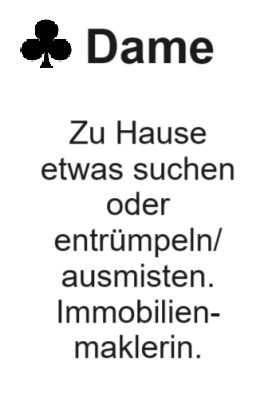 ♣ Dame
Zu Hause
etwas suchen
oder
entrümpeln/
ausmisten.
Immobilien-
maklerin.